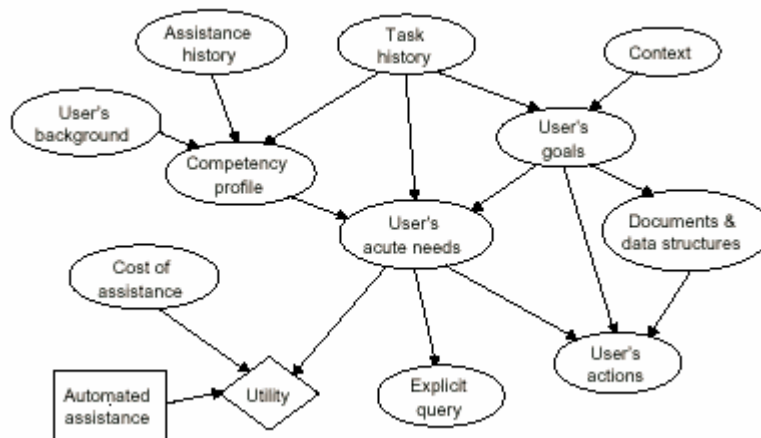 Assistance
history
Task
history
Context
User's
background
User's
goals
Competency
profile
User's
acute needs
Documents &
data structures
Cost of
assistance
User's
actions
Automated
assistance
Utility
Explicit
query